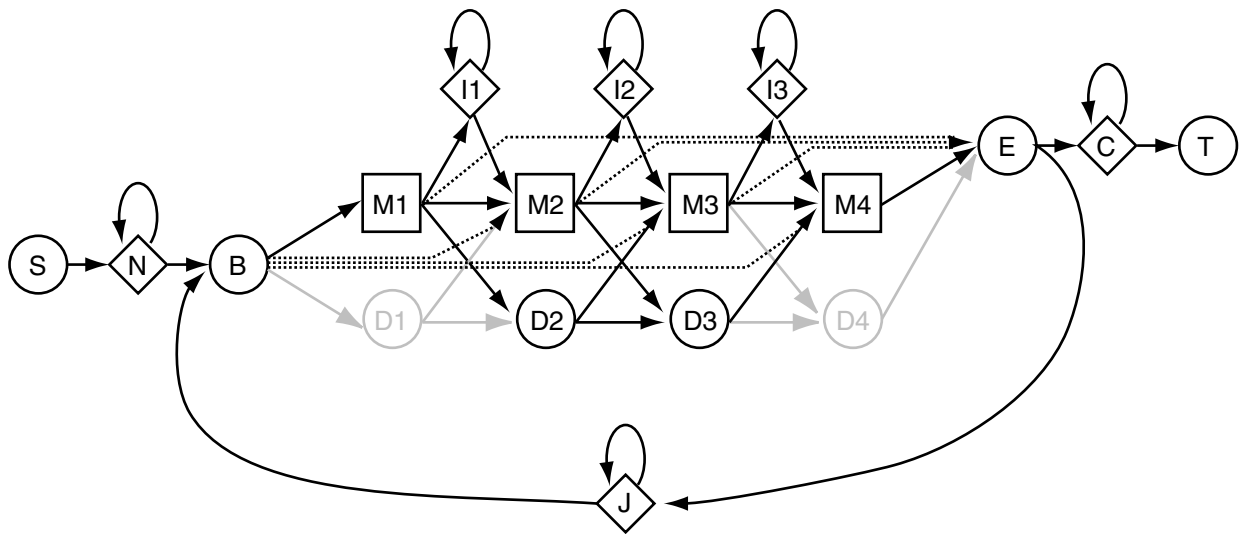 I1 I2 I3
E C T
M1 M2 M3 M4
S N B
D1 D2 D3 D4
J